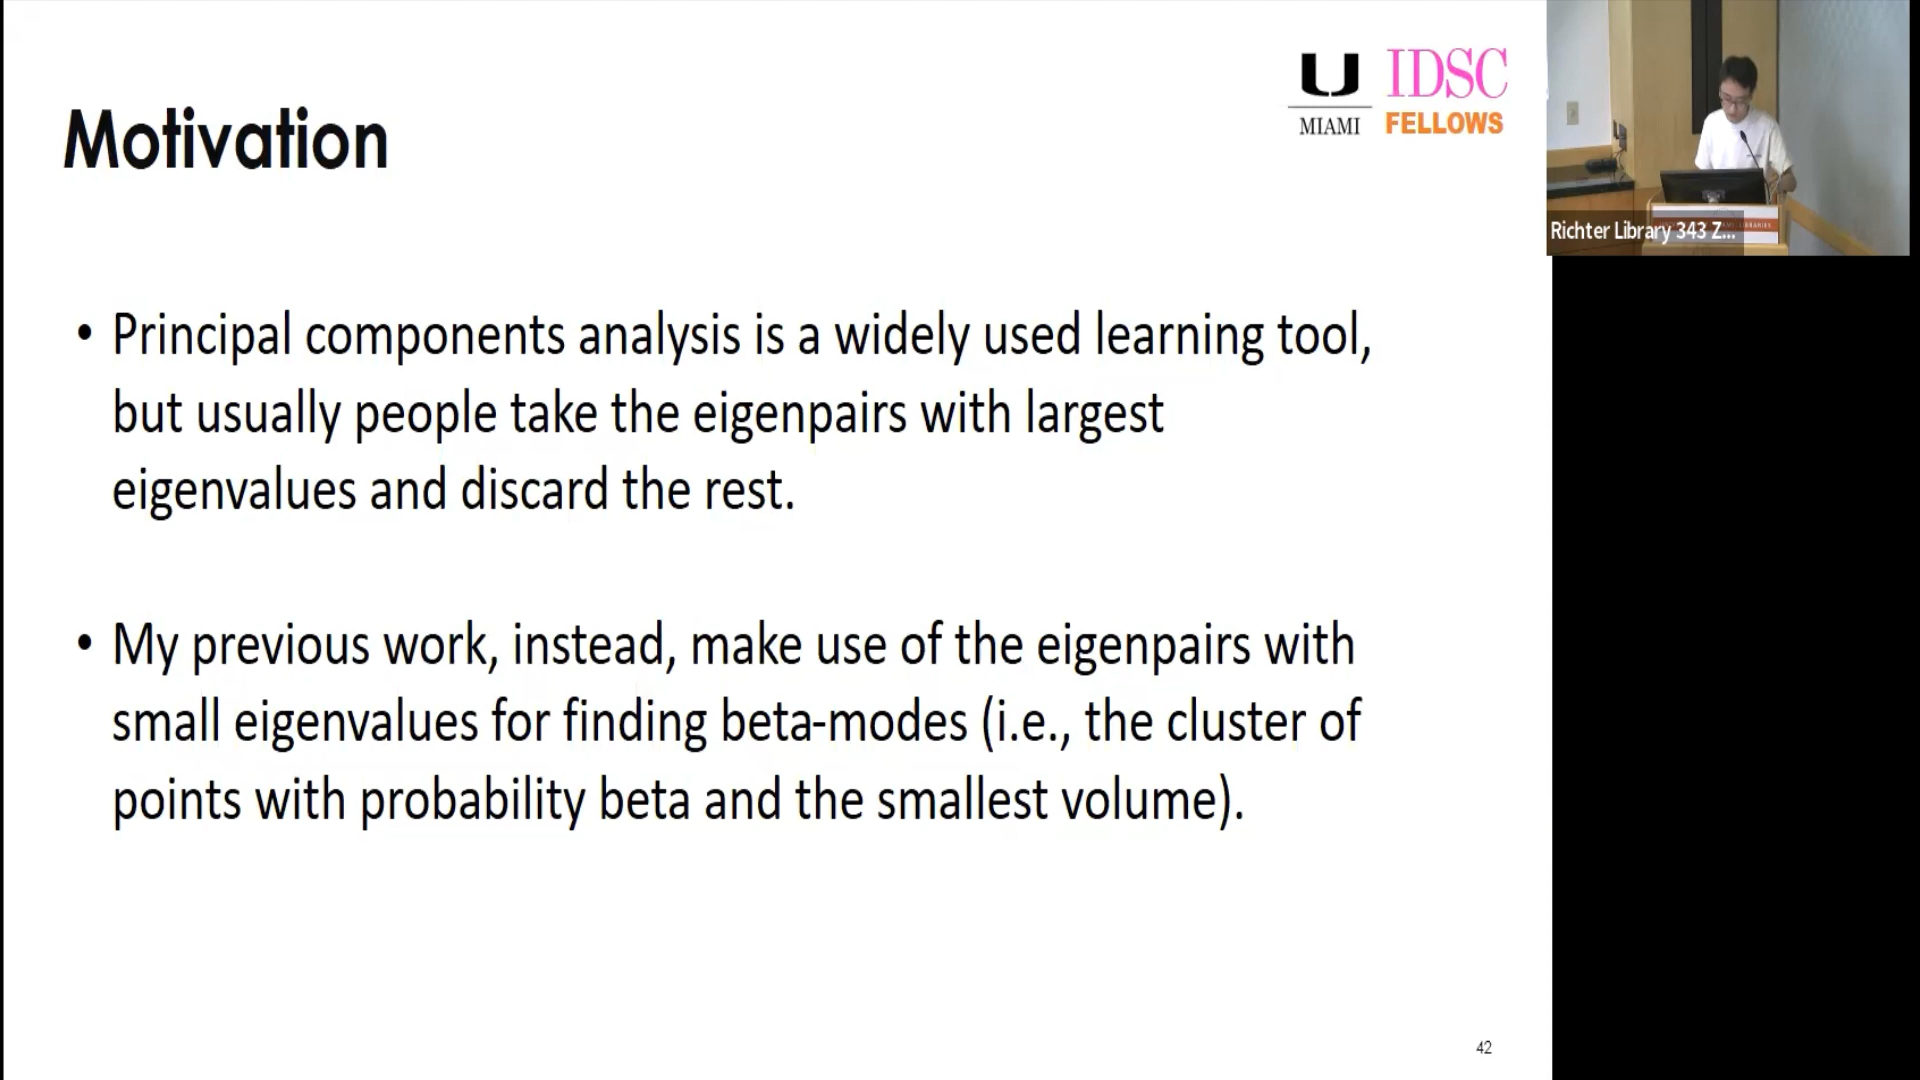 Motivation
U
MIAMI
IDSC
FELLOWS
• Principal components analysis is a widely used learning tool,
but usually people take the eigenpairs with largest
eigenvalues and discard the rest.
• My previous work, instead, make use of the eigenpairs with
small eigenvalues for finding beta-modes (i.e., the cluster of
points with probability beta and the smallest volume).
42
Richter Library 343 Z...